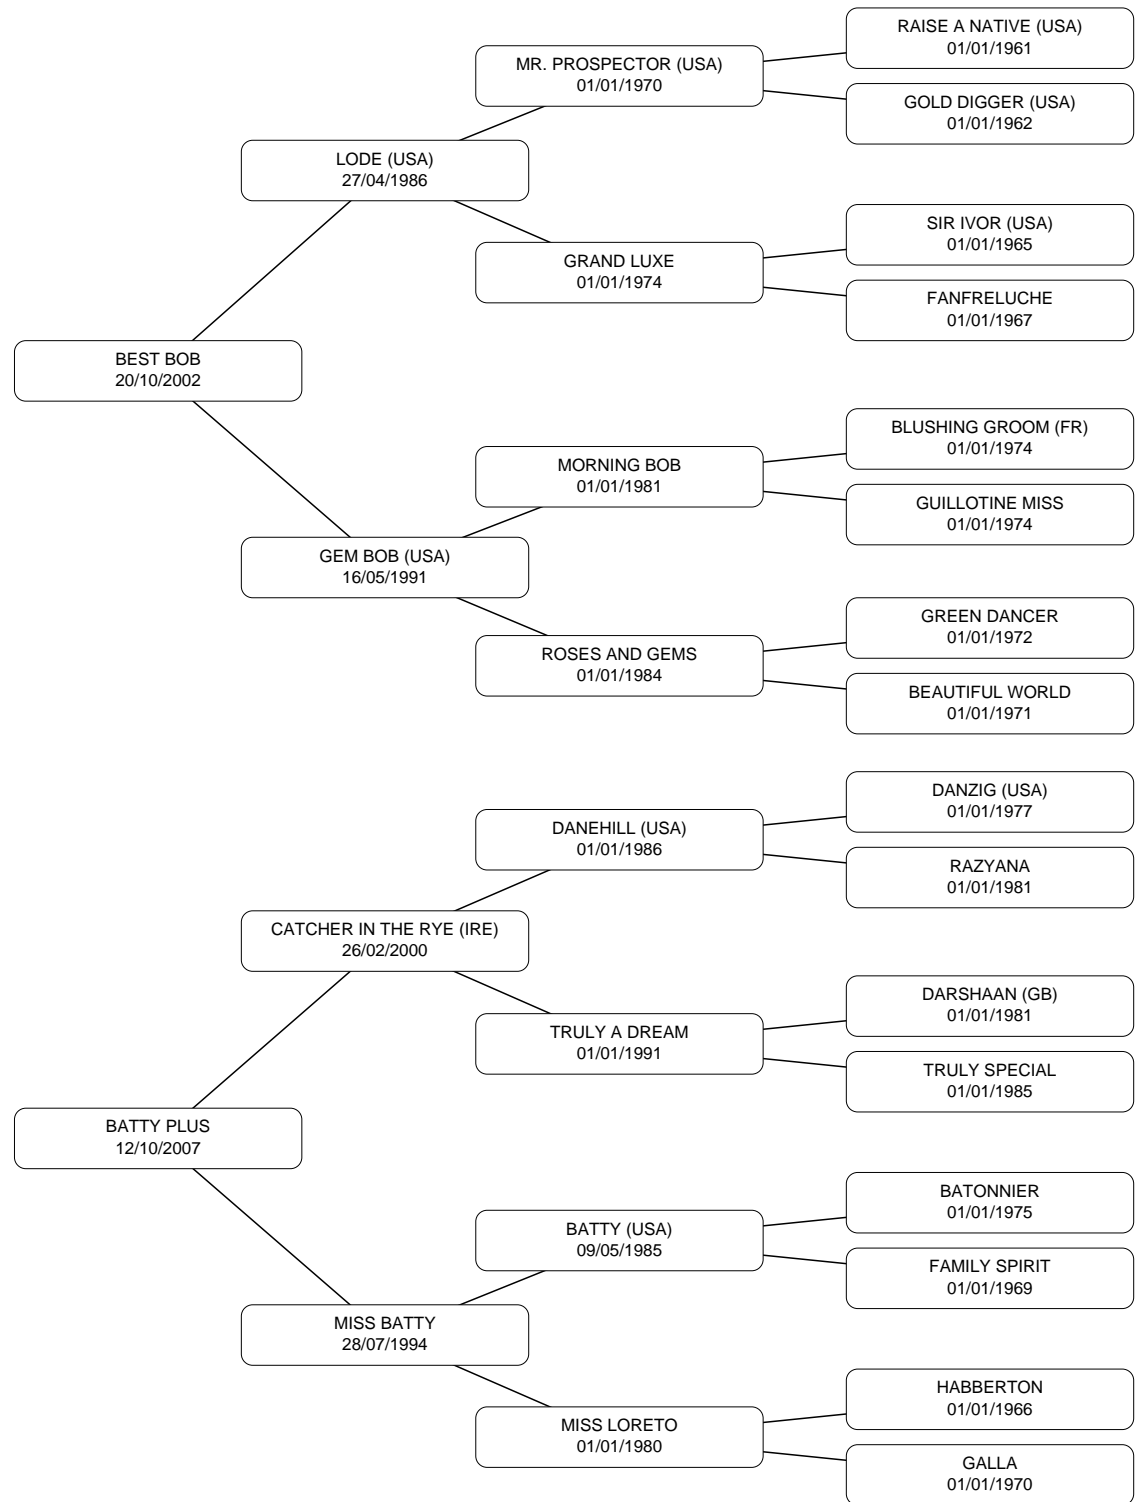 RAISE A NATIVE (USA)
01/01/1961
MR. PROSPECTOR (USA)
01/01/1970
GOLD DIGGER (USA)
01/01/1962
LODE (USA)
27/04/1986
SIR IVOR (USA)
01/01/1965
GRAND LUXE
01/01/1974
FANFRELUCHE
01/01/1967
BEST BOB
20/10/2002
BLUSHING GROOM (FR)
01/01/1974
MORNING BOB
01/01/1981
GUILLOTINE MISS
01/01/1974
GEM BOB (USA)
16/05/1991
GREEN DANCER
01/01/1972
ROSES AND GEMS
01/01/1984
BEAUTIFUL WORLD
01/01/1971
DANZIG (USA)
01/01/1977
DANEHILL (USA)
01/01/1986
RAZYANA
01/01/1981
CATCHER IN THE RYE (IRE)
26/02/2000
DARSHAAN (GB)
01/01/1981
TRULY A DREAM
01/01/1991
TRULY SPECIAL
01/01/1985
BATTY PLUS
12/10/2007
BATONNIER
01/01/1975
BATTY (USA)
09/05/1985
FAMILY SPIRIT
01/01/1969
MISS BATTY
28/07/1994
HABBERTON
01/01/1966
MISS LORETO
01/01/1980
GALLA
01/01/1970